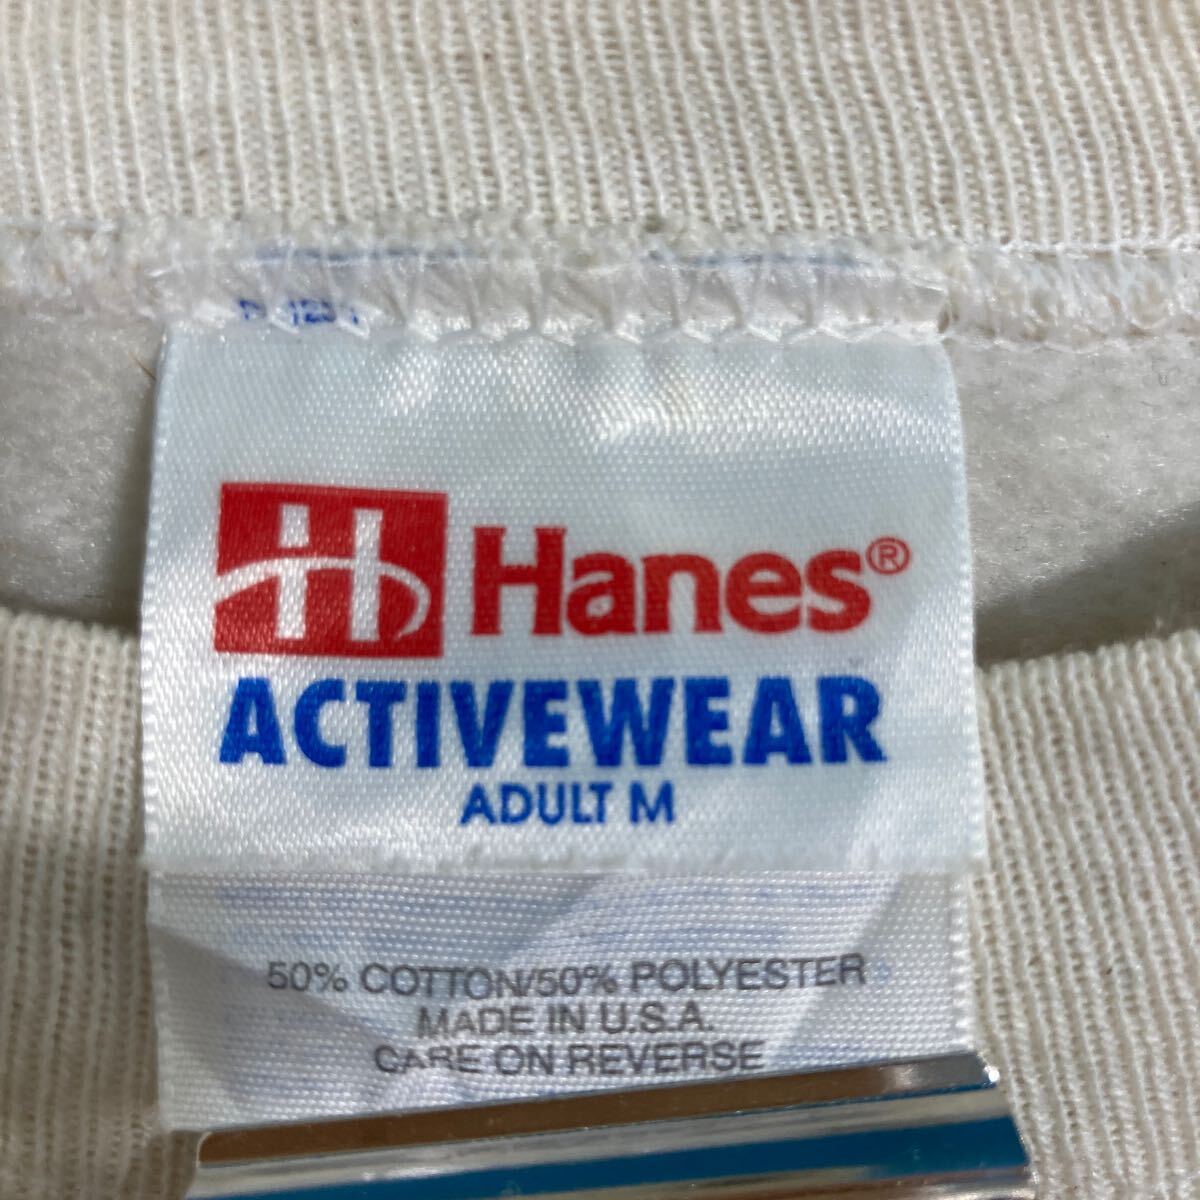 H Hanes®
ACTIVEWEAR
ADULT M
50% COTTON/50% POLYESTER
MADE IN U.S.A.
CARE ON REVERSE